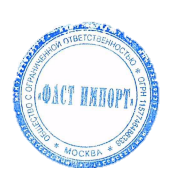 ОБЩЕСТВО С ОГРАНИЧЕННОЙ ОТВЕТСТВЕННОСТЬЮ
«ФАСТ ИМПОРТ»
* МОСКВА *
ОГРН